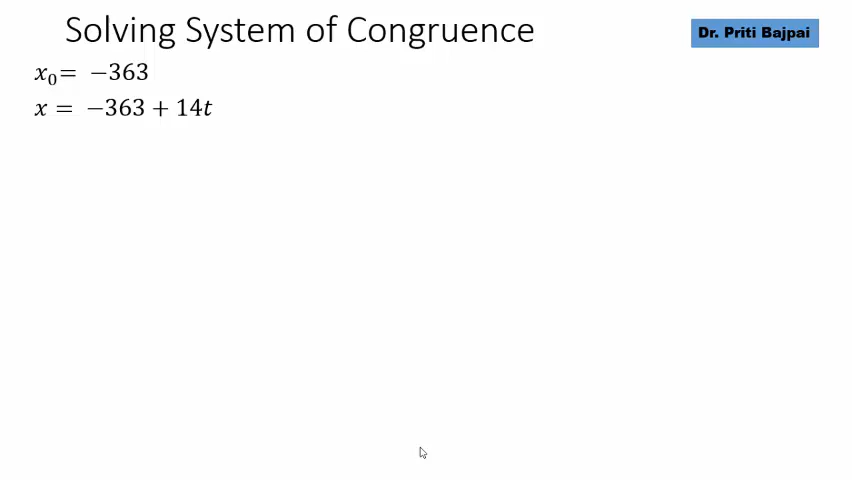 Solving System of Congruence
Dr. Priti Bajpai
x₀= −363
x = −363 + 14t